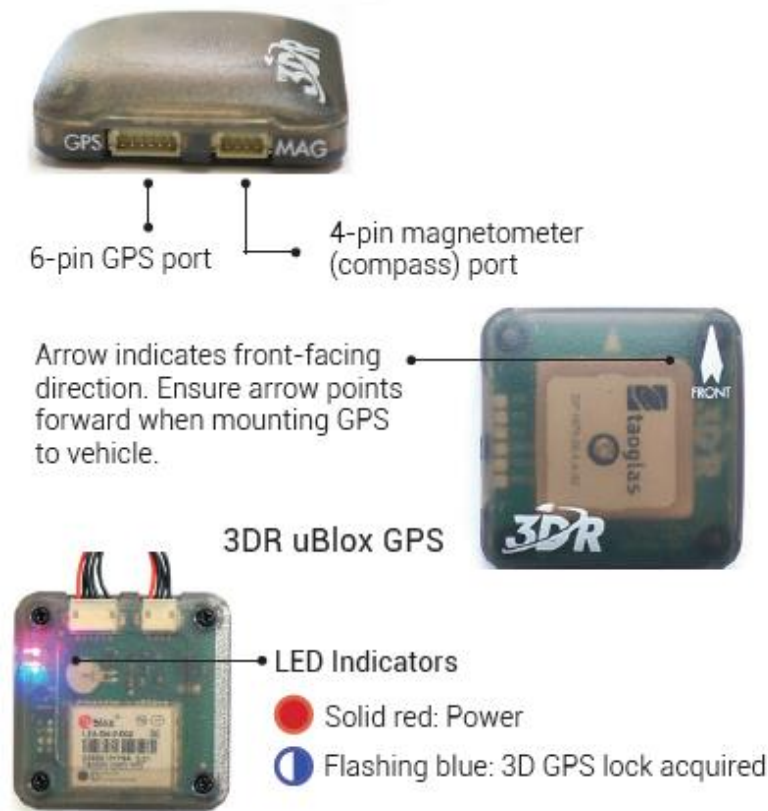 3DR
GPS
MAG
6-pin GPS port
4-pin magnetometer
(compass) port
Arrow indicates front-facing
direction. Ensure arrow points
forward when mounting GPS
to vehicle.
FRONT
taoglas
3DR
3DR
3DR uBlox GPS
LED Indicators
Solid red: Power
Flashing blue: 3D GPS lock acquired
blox